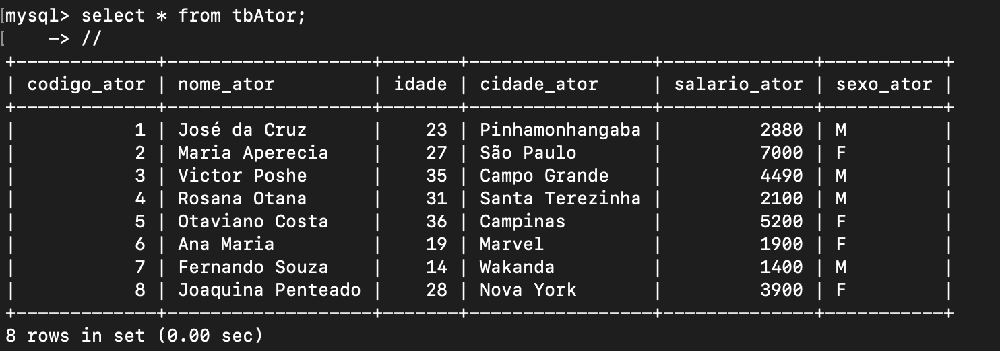 mysql> select * from tbAtor;
    -> //
+-------------+-------------------+-------+-----------------+--------------+-----------+
| codigo_ator | nome_ator         | idade | cidade_ator     | salario_ator | sexo_ator |
+-------------+-------------------+-------+-----------------+--------------+-----------+
|           1 | José da Cruz      |    23 | Pinhamonhangaba |         2880 | M         |
|           2 | Maria Aperecia    |    27 | São Paulo       |         7000 | F         |
|           3 | Victor Poshe      |    35 | Campo Grande    |         4490 | M         |
|           4 | Rosana Otana      |    31 | Santa Terezinha |         2100 | M         |
|           5 | Otaviano Costa    |    36 | Campinas        |         5200 | F         |
|           6 | Ana Maria         |    19 | Marvel          |         1900 | F         |
|           7 | Fernando Souza    |    14 | Wakanda         |         1400 | M         |
|           8 | Joaquina Penteado |    28 | Nova York       |         3900 | F         |
+-------------+-------------------+-------+-----------------+--------------+-----------+
8 rows in set (0.00 sec)